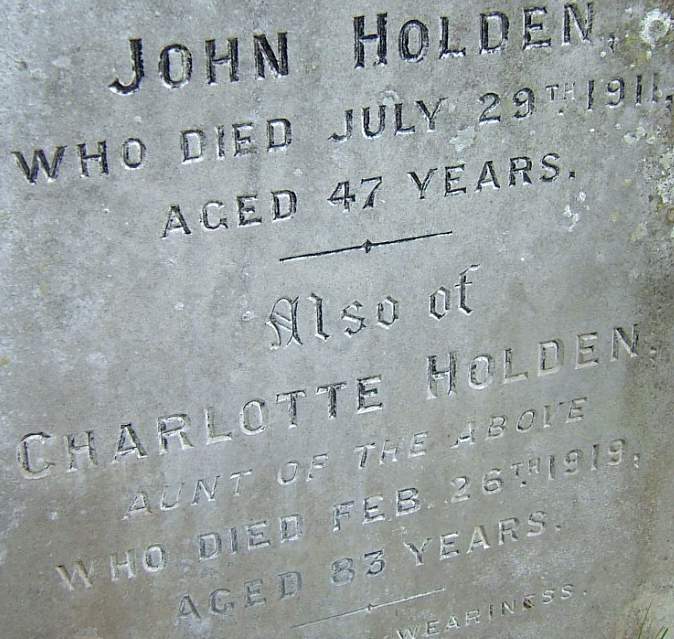 JOHN HOLDEN,
WHO DIED JULY 29TH 1911,
AGED 47 YEARS.
Also of
CHARLOTTE HOLDEN,
AUNT OF THE ABOVE
WHO DIED FEB. 26TH 1919,
AGED 83 YEARS.
WEARINESS.